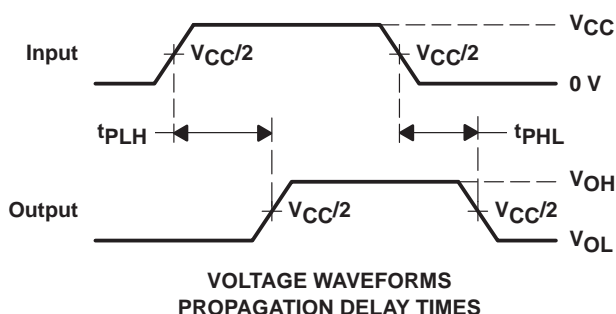 VCC
Input
VCC/2
VCC/2
0 V
tPLH
tPHL
VOH
Output
VCC/2
VCC/2
VOL
VOLTAGE WAVEFORMS
PROPAGATION DELAY TIMES